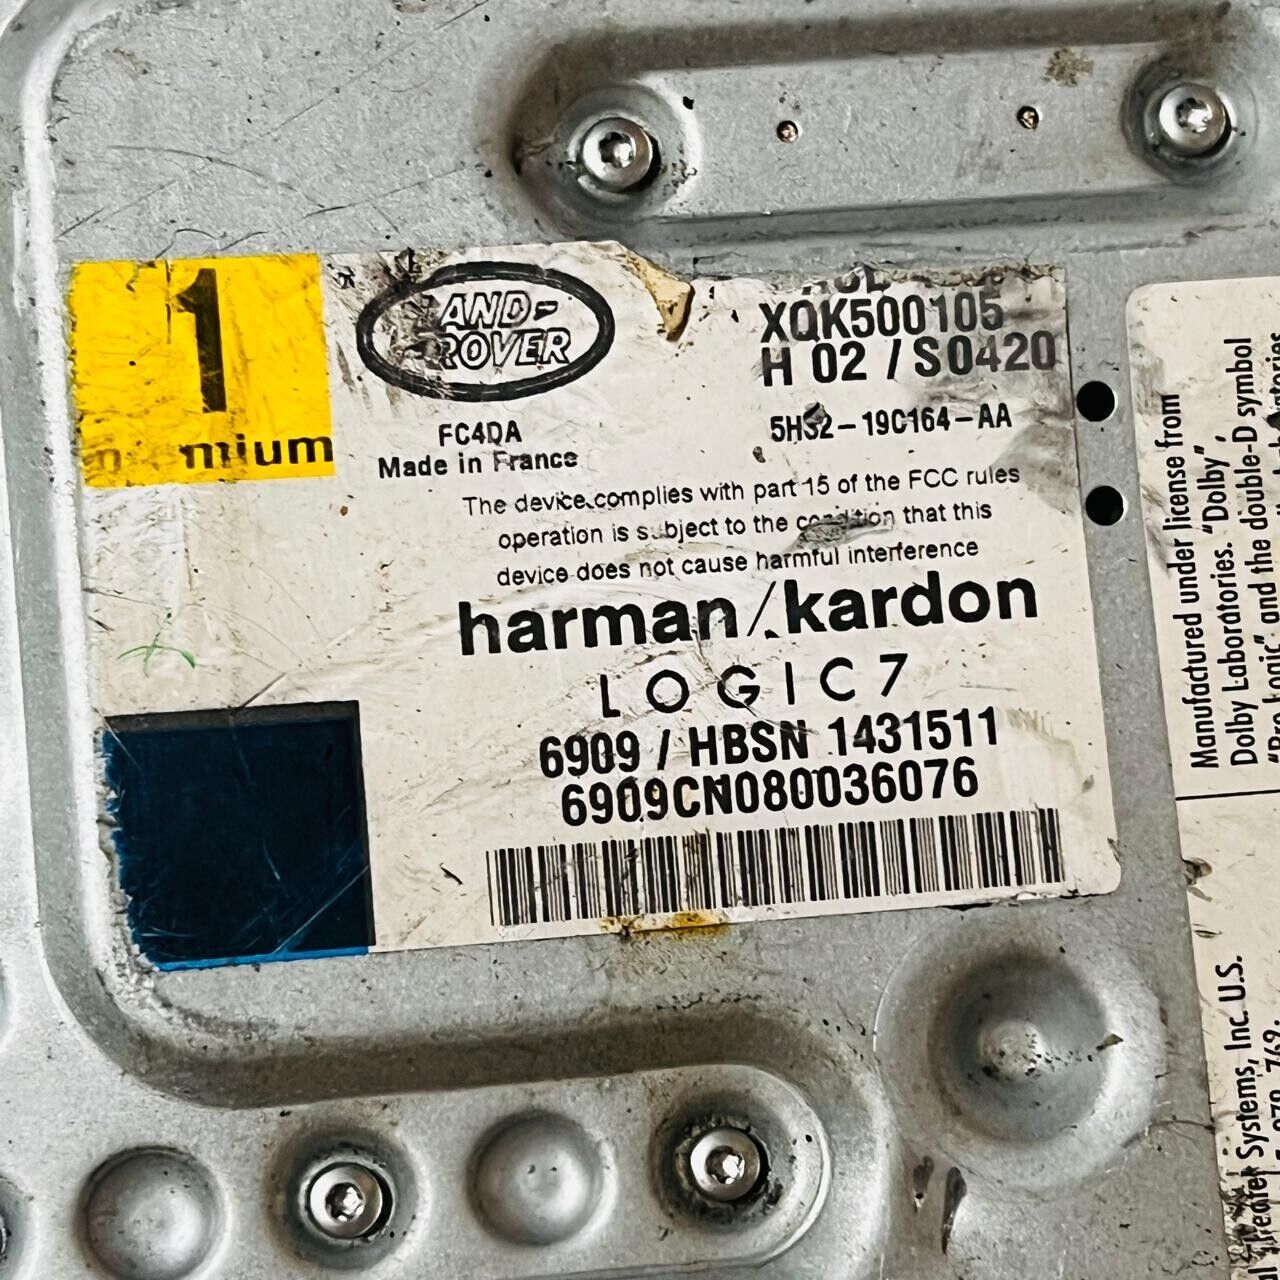 1
mium
AND-
ROVER
FC4DA
Made in France
XQK500105
H 02 / S0420
5H32-19C164-AA
The device complies with part 15 of the FCC rules
operation is subject to the condition that this
device does not cause harmful interference
harman/kardon
LOGIC7
6909 / HBSN 1431511
6909CN080036076
Manufactured under license from
Dolby Laboratories. "Dolby",
"Pro Logic" and the double-D symbol
Systems, Inc. U.S.